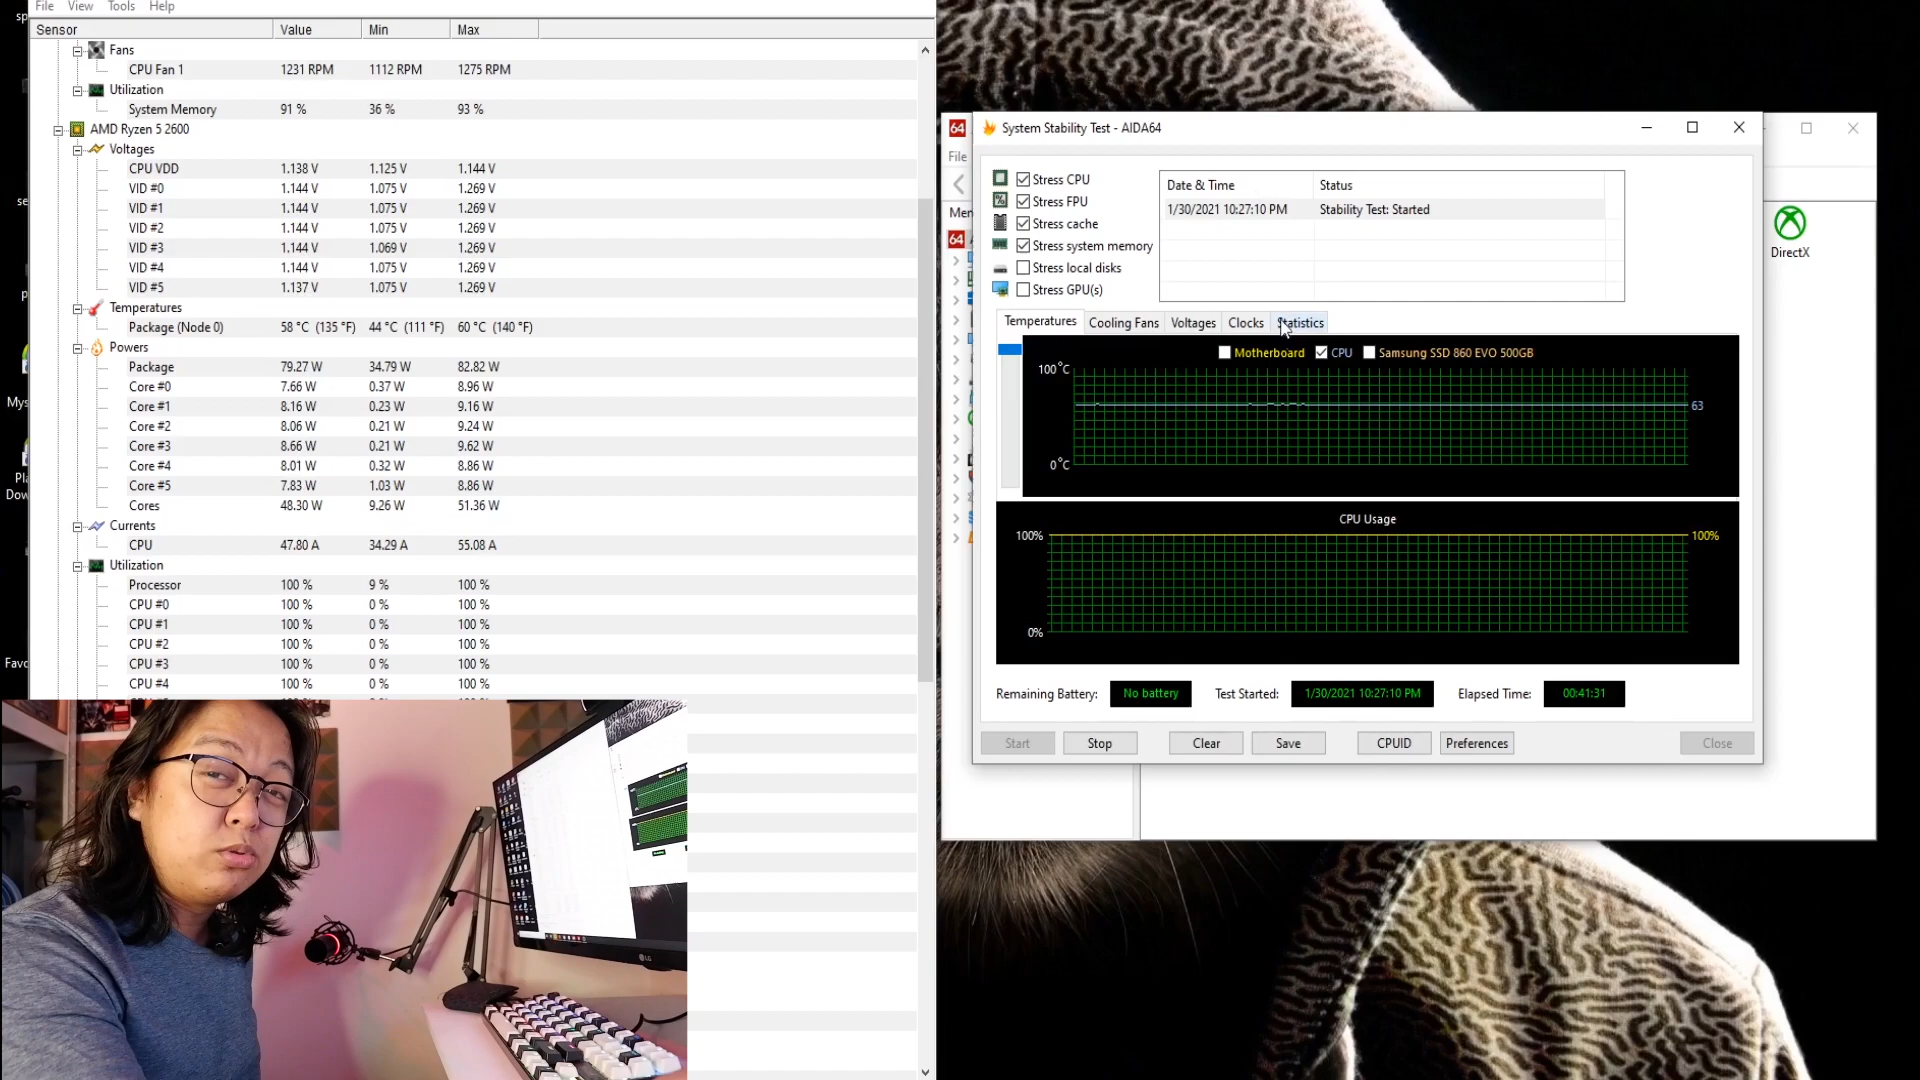 File View Tools Help
Sensor Value Min Max
Fans
CPU Fan 1 1231 RPM 1112 RPM 1275 RPM
Utilization
System Memory 91 % 36 % 93 %
AMD Ryzen 5 2600
Voltages
CPU VDD 1.138 V 1.125 V 1.144 V
VID #0 1.144 V 1.075 V 1.269 V
VID #1 1.144 V 1.075 V 1.269 V
VID #2 1.144 V 1.075 V 1.269 V
VID #3 1.144 V 1.069 V 1.269 V
VID #4 1.144 V 1.075 V 1.269 V
VID #5 1.137 V 1.075 V 1.269 V
Temperatures
Package (Node 0) 58 °C (135 °F) 44 °C (111 °F) 60 °C (140 °F)
Powers
Package 79.27 W 34.79 W 82.82 W
Core #0 7.66 W 0.37 W 8.96 W
Core #1 8.16 W 0.23 W 9.16 W
Core #2 8.06 W 0.21 W 9.24 W
Core #3 8.66 W 0.21 W 9.62 W
Core #4 8.01 W 0.32 W 8.86 W
Core #5 7.83 W 1.03 W 8.86 W
Cores 48.30 W 9.26 W 51.36 W
Currents
CPU 47.80 A 34.29 A 55.08 A
Utilization
Processor 100 % 9 % 100 %
CPU #0 100 % 0 % 100 %
CPU #1 100 % 0 % 100 %
CPU #2 100 % 0 % 100 %
CPU #3 100 % 0 % 100 %
CPU #4 100 % 0 % 100 %
LG
64
File
64
DirectX
System Stability Test - AIDA64
Stress CPU
Stress FPU
Stress cache
Stress system memory
Stress local disks
Stress GPU(s)
Date & Time Status
1/30/2021 10:27:10 PM Stability Test: Started
Temperatures Cooling Fans Voltages Clocks Statistics
Motherboard CPU Samsung SSD 860 EVO 500GB
100°C
63
0°C
CPU Usage
100% 100%
0%
Remaining Battery: No battery Test Started: 1/30/2021 10:27:10 PM Elapsed Time: 00:41:31
Start Stop Clear Save CPUID Preferences Close